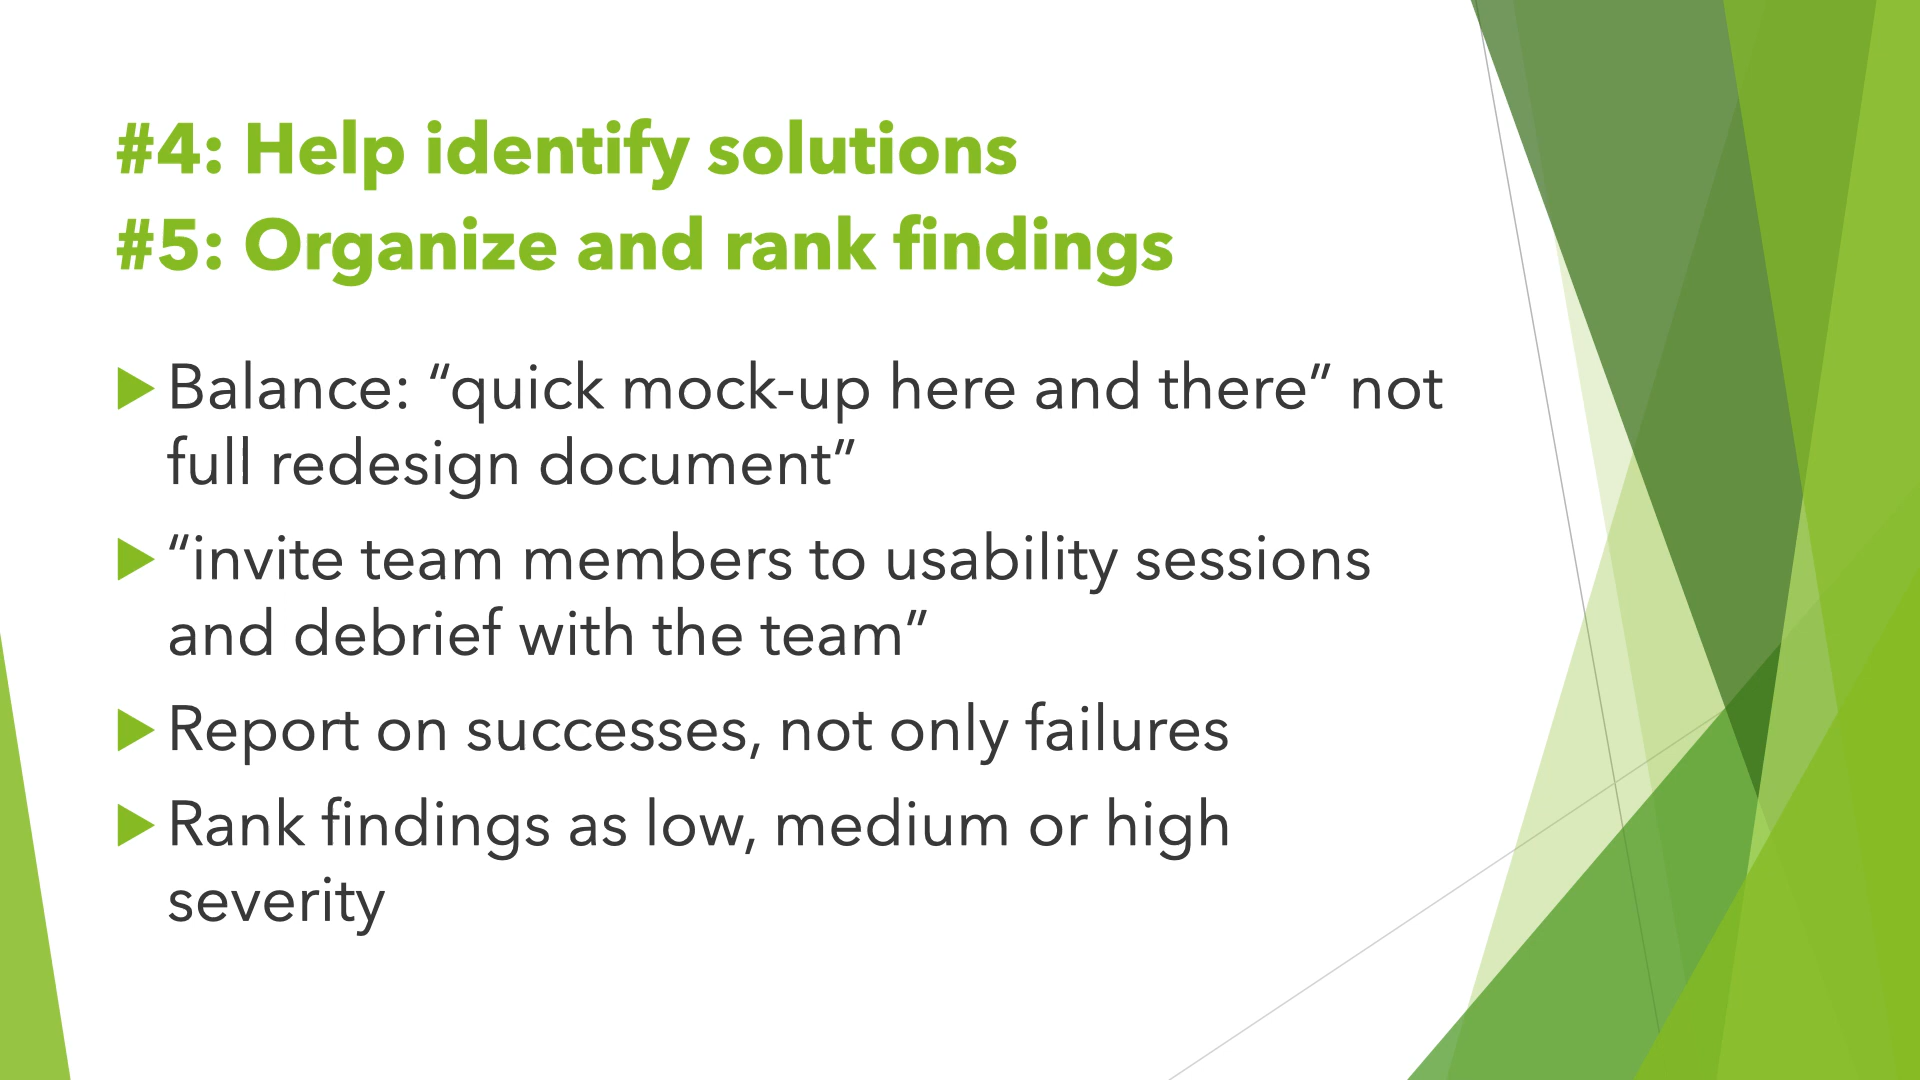 #4: Help identify solutions
#5: Organize and rank findings
Balance: “quick mock-up here and there” not
full redesign document”
“invite team members to usability sessions
and debrief with the team”
Report on successes, not only failures
Rank findings as low, medium or high
severity